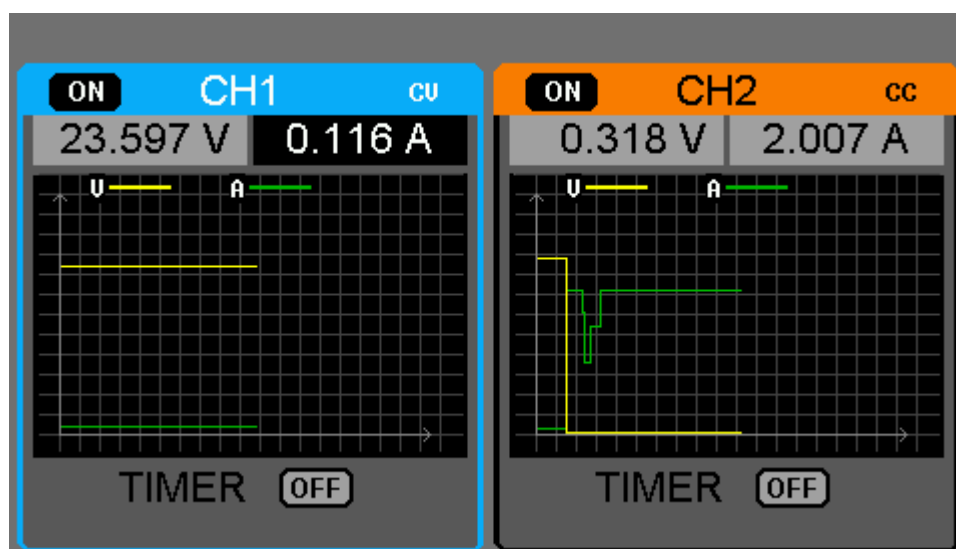 ON CH1 CV
23.597 V 0.116 A
V A
TIMER OFF
ON CH2 CC
0.318 V 2.007 A
V A
TIMER OFF